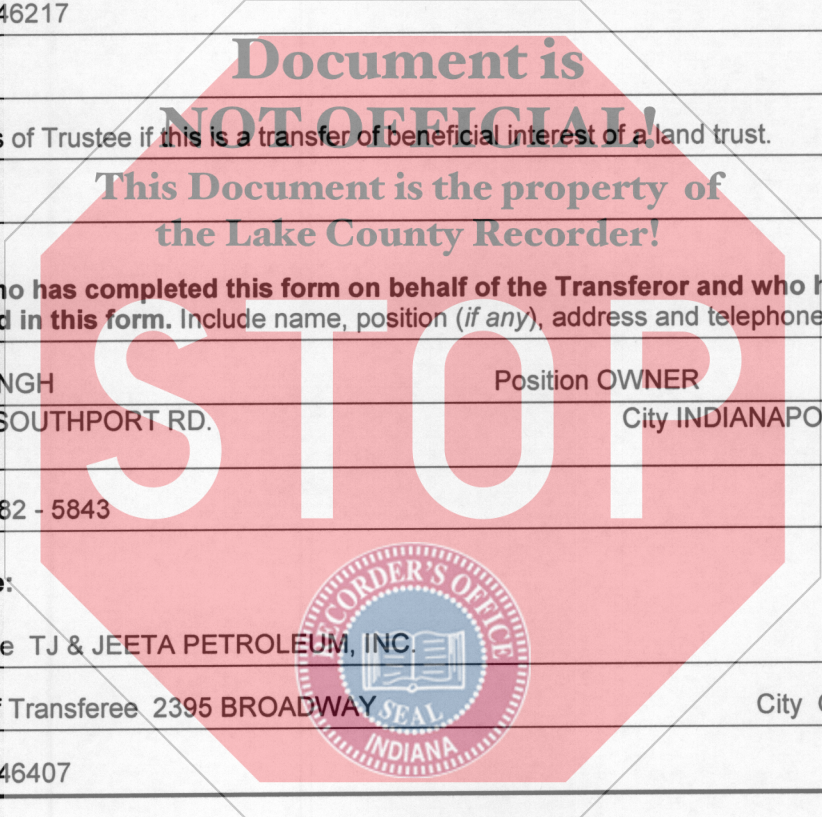 46217
Document is
NOT OFFICIAL!
s of Trustee if this is a transfer of beneficial interest of a land trust.
This Document is the property of
the Lake County Recorder!
ho has completed this form on behalf of the Transferor and who h
d in this form. Include name, position (if any), address and telephone
STOP
NGH Position OWNER
SOUTHPORT RD. City INDIANAPO
82 - 5843
e:
RECORDER'S OFFICE
e TJ & JEETA PETROLEUM, INC.
f Transferee 2395 BROADWAY City G
SEAL
INDIANA
46407